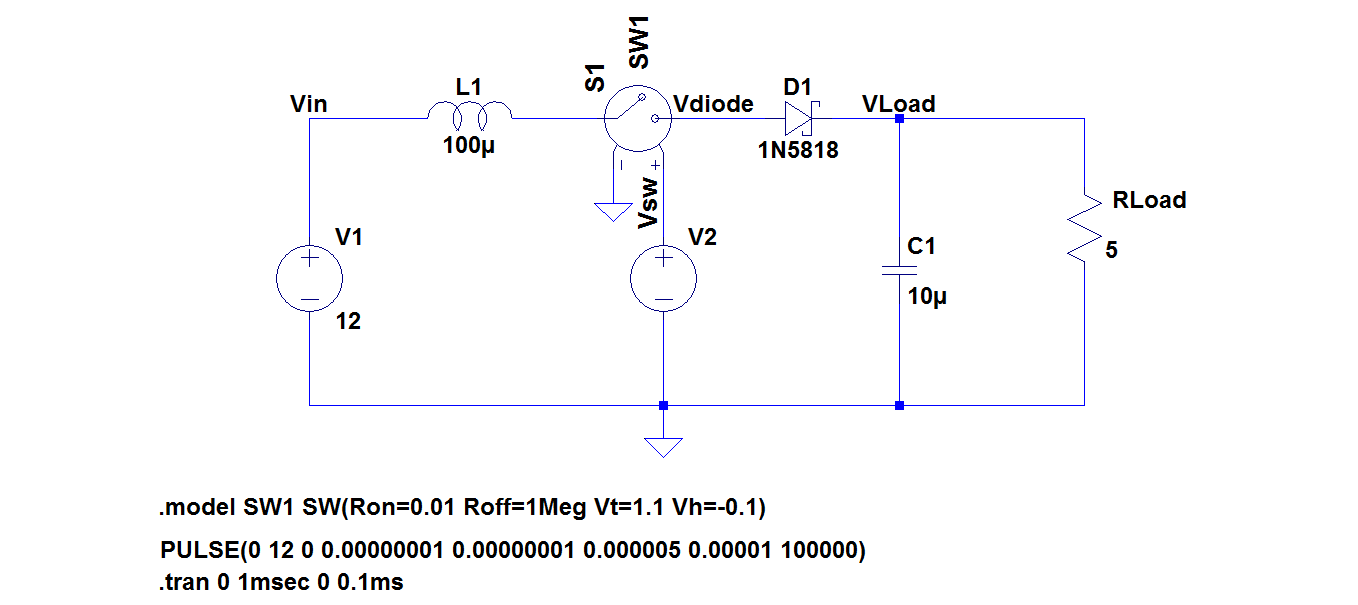 SW1
S1
L1
D1
Vin
Vdiode
VLoad
100µ
1N5818
RLoad
Vsw
V1
V2
C1
5
10µ
12
.model SW1 SW(Ron=0.01 Roff=1Meg Vt=1.1 Vh=-0.1)
PULSE(0 12 0 0.00000001 0.00000001 0.000005 0.00001 100000)
.tran 0 1msec 0 0.1ms